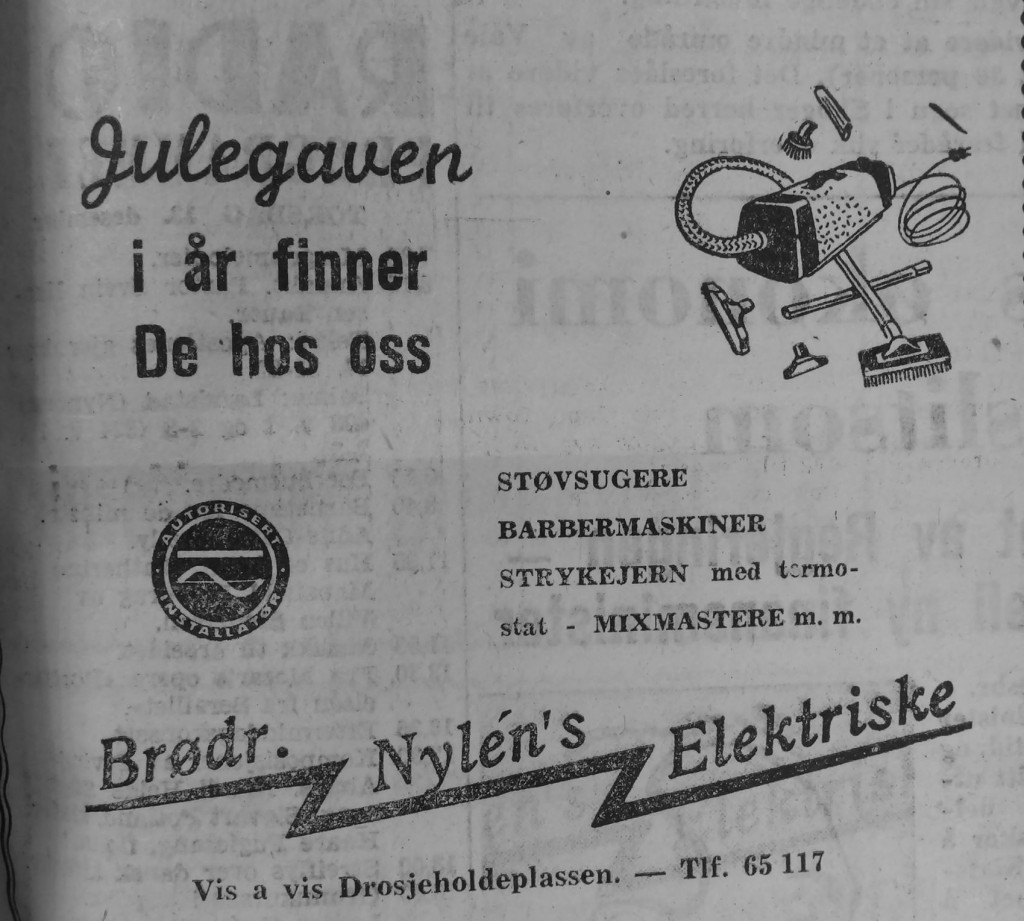 Julegaven
i år finner
De hos oss
STØVSUGERE
BARBERMASKINER
STRYKEJERN med termo-
stat - MIXMASTERE m. m.
AUTORISERT
INSTALLATØR
Brødr. Nylén's Elektriske
Vis a vis Drosjeholdeplassen. — Tlf. 65 117